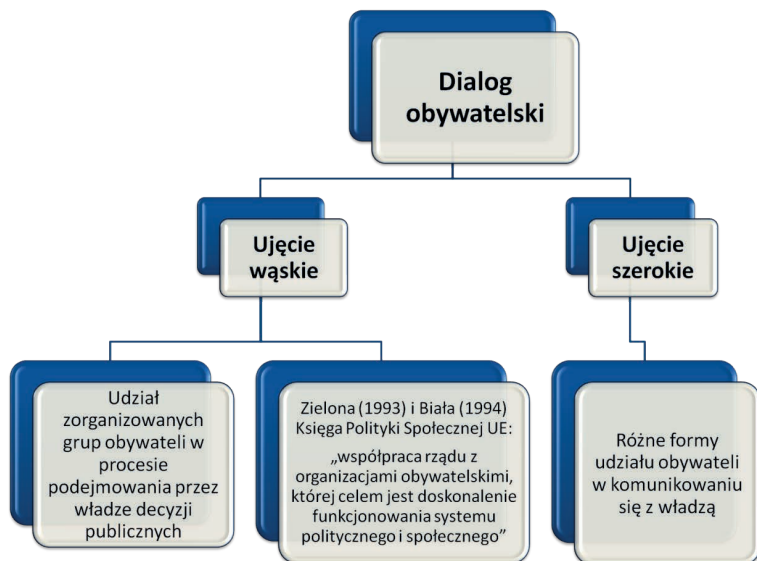 Dialog
obywatelski
Ujęcie
wąskie
Ujęcie
szerokie
Udział
zorganizowanych
grup obywateli w
procesie
podejmowania przez
władze decyzji
publicznych
Zielona (1993) i Biała (1994)
Księga Polityki Społecznej UE:
„współpraca rządu z
organizacjami obywatelskimi,
której celem jest doskonalenie
funkcjonowania systemu
politycznego i społecznego”
Różne formy
udziału obywateli
w komunikowaniu
się z władzą